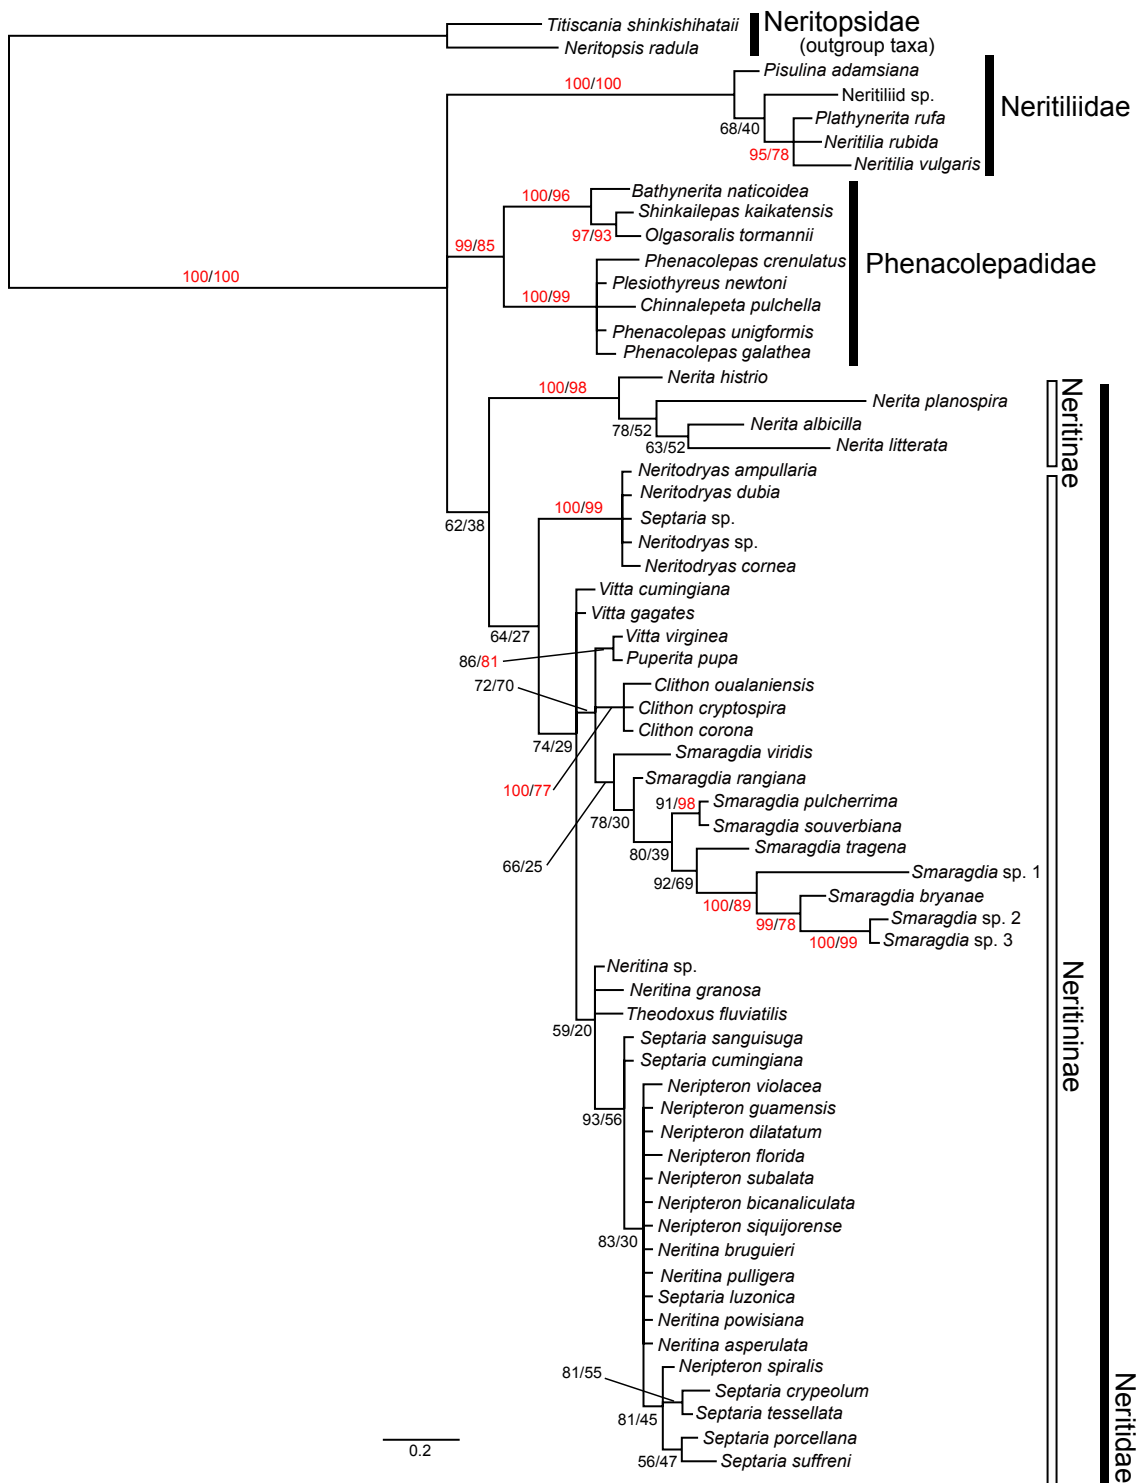 Titiscania shinkishihataii
Neritopsis radula
Neritopsidae
(outgroup taxa)
100/100
Pisulina adamsiana
Neritiliid sp.
68/40
Plathynerita rufa
Neritilia rubida
95/78
Neritilia vulgaris
Neritiliidae
100/96
Bathynerita naticoidea
Shinkailepas kaikatensis
97/93
Olgasoralis tormannii
99/85
100/100
Phenacolepas crenulatus
Plesiothyreus newtoni
100/99
Chinnalepeta pulchella
Phenacolepas unigformis
Phenacolepas galathea
Phenacolepadidae
100/98
Nerita histrio
Nerita planospira
78/52
Nerita albicilla
63/52
Nerita litterata
Neritinae
62/38
Neritodryas ampullaria
Neritodryas dubia
100/99
Septaria sp.
Neritodryas sp.
Neritodryas cornea
64/27
Vitta cumingiana
Vitta gagates
Vitta virginea
86/81
Puperita pupa
72/70
Clithon oualaniensis
Clithon cryptospira
Clithon corona
74/29
100/77
Smaragdia viridis
Smaragdia rangiana
78/30
91/98
Smaragdia pulcherrima
Smaragdia souverbiana
80/39
66/25
Smaragdia tragena
92/69
Smaragdia sp. 1
100/89
Smaragdia bryanae
99/78
Smaragdia sp. 2
100/99
Smaragdia sp. 3
Neritina sp.
Neritina granosa
Theodoxus fluviatilis
59/20
Septaria sanguisuga
Septaria cumingiana
93/56
Neripteron violacea
Neripteron guamensis
Neripteron dilatatum
Neripteron florida
Neripteron subalata
Neripteron bicanaliculata
Neripteron siquijorense
83/30
Neritina bruguieri
Neritina pulligera
Septaria luzonica
Neritina powisiana
Neritina asperulata
Neripteron spiralis
81/55
Septaria crypeolum
Septaria tessellata
81/45
Septaria porcellana
56/47
Septaria suffreni
Neritininae
Neritidae
0.2